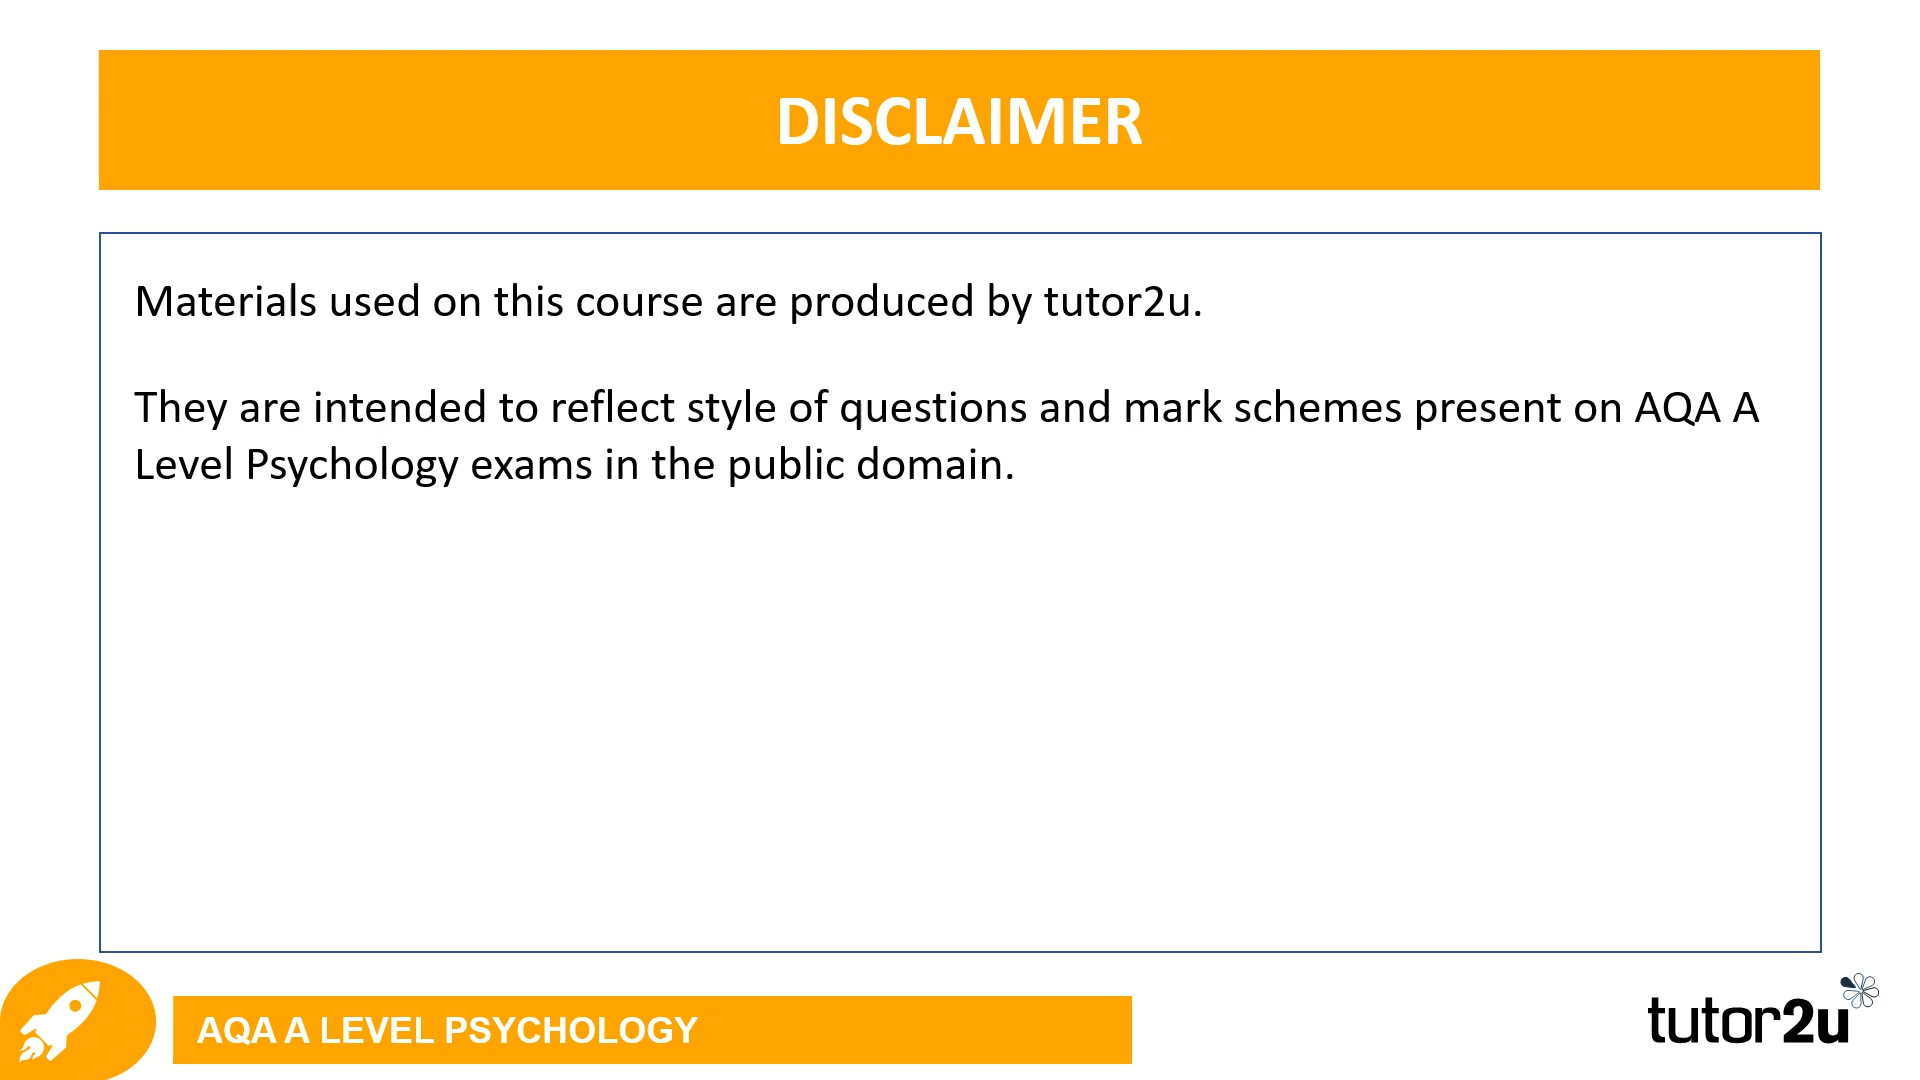 DISCLAIMER
Materials used on this course are produced by tutor2u.
They are intended to reflect style of questions and mark schemes present on AQA A
Level Psychology exams in the public domain.
AQA A LEVEL PSYCHOLOGY
tutor2u